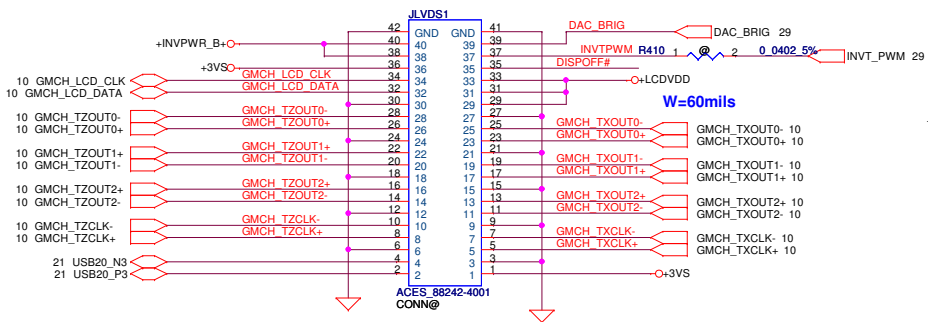 JLVDS1
42 GND GND 41
+INVPWR_B+ 40 40 39 39 DAC_BRIG DAC_BRIG 29
38 38 37 37 INVTPWM R410 1 @ 2 0_0402_5% INVT_PWM 29
+3VS 36 36 35 35 DISPOFF#
10 GMCH_LCD_CLK GMCH_LCD_CLK 34 34 33 33 +LCDVDD
10 GMCH_LCD_DATA GMCH_LCD_DATA 32 32 31 31
30 30 29 29
W=60mils
10 GMCH_TZOUT0- GMCH_TZOUT0- 28 28 27 27
10 GMCH_TZOUT0+ GMCH_TZOUT0+ 26 26 25 25 GMCH_TXOUT0- GMCH_TXOUT0- 10
24 24 23 23 GMCH_TXOUT0+ GMCH_TXOUT0+ 10
10 GMCH_TZOUT1+ GMCH_TZOUT1+ 22 22 21 21
10 GMCH_TZOUT1- GMCH_TZOUT1- 20 20 19 19 GMCH_TXOUT1- GMCH_TXOUT1- 10
18 18 17 17 GMCH_TXOUT1+ GMCH_TXOUT1+ 10
10 GMCH_TZOUT2+ GMCH_TZOUT2+ 16 16 15 15
10 GMCH_TZOUT2- GMCH_TZOUT2- 14 14 13 13 GMCH_TXOUT2+ GMCH_TXOUT2+ 10
12 12 11 11 GMCH_TXOUT2- GMCH_TXOUT2- 10
10 GMCH_TZCLK- GMCH_TZCLK- 10 10 9 9
10 GMCH_TZCLK+ GMCH_TZCLK+ 8 8 7 7 GMCH_TXCLK- GMCH_TXCLK- 10
6 6 5 5 GMCH_TXCLK+ GMCH_TXCLK+ 10
21 USB20_N3 4 4 3 3
21 USB20_P3 2 2 1 1 +3VS
ACES_88242-4001
CONN@